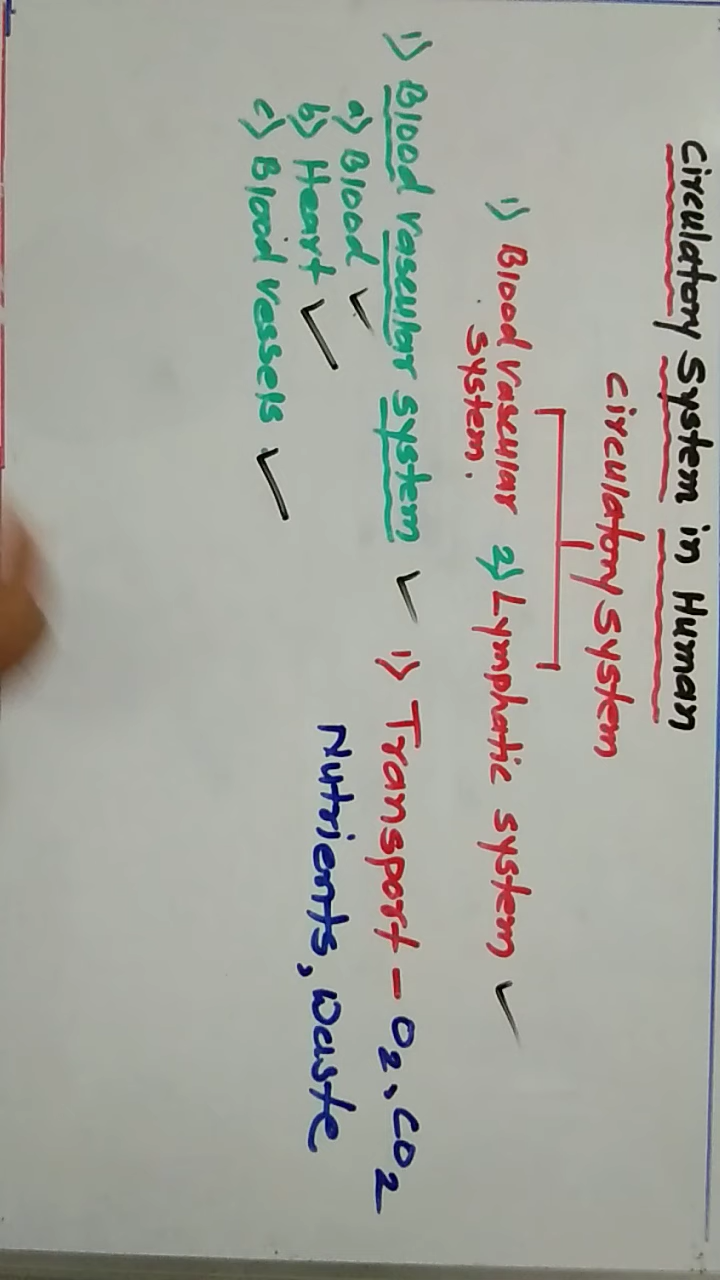 Circulatory System in Human
Circulatory System
1) Blood vascular system.
2) Lymphatic system
1) Blood vascular system
a) Blood
b) Heart
c) Blood vessels
1) Transport - O2, CO2
Nutrients, Waste